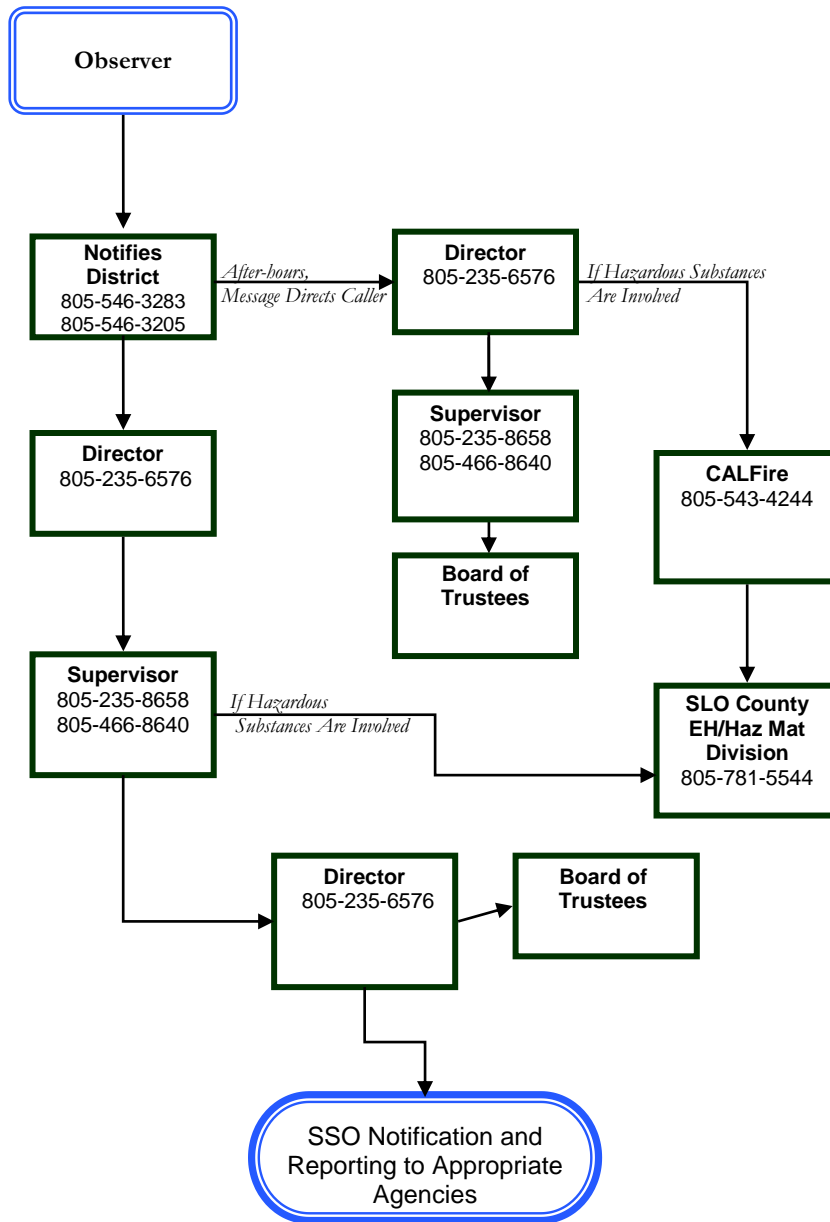 Observer
Notifies
District
805-546-3283
805-546-3205
After-hours,
Message Directs Caller
Director
805-235-6576
If Hazardous Substances
Are Involved
Director
805-235-6576
Supervisor
805-235-8658
805-466-8640
CALFire
805-543-4244
Board of
Trustees
Supervisor
805-235-8658
805-466-8640
If Hazardous
Substances Are Involved
SLO County
EH/Haz Mat
Division
805-781-5544
Director
805-235-6576
Board of
Trustees
SSO Notification and
Reporting to Appropriate
Agencies